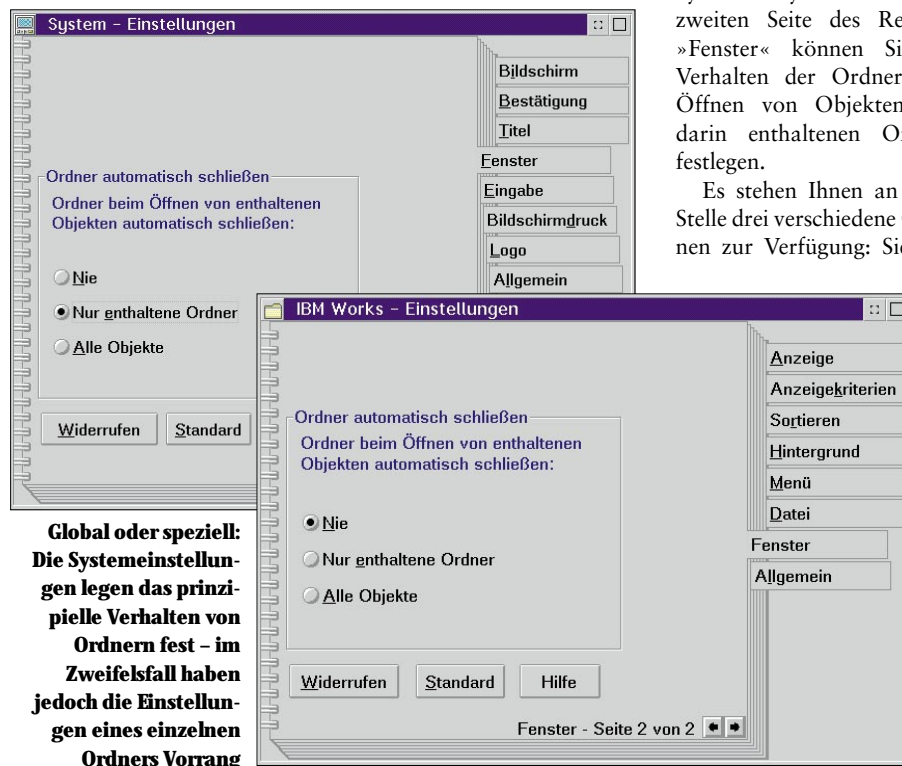 System – Einstellungen
Bildschirm
Bestätigung
Titel
Fenster
Eingabe
Bildschirmdruck
Logo
Allgemein
Ordner automatisch schließen
Ordner beim Öffnen von enthaltenen
Objekten automatisch schließen:
Nie
Nur enthaltene Ordner
Alle Objekte
Widerrufen Standard
zweiten Seite des
»Fenster« können
Verhalten der Ordner
Öffnen von Objekten
darin enthaltenen
festlegen.
Es stehen Ihnen an
Stelle drei verschiedene
nen zur Verfügung:
IBM Works – Einstellungen
Anzeige
Anzeigekriterien
Sortieren
Hintergrund
Menü
Datei
Fenster
Allgemein
Ordner automatisch schließen
Ordner beim Öffnen von enthaltenen
Objekten automatisch schließen:
Nie
Nur enthaltene Ordner
Alle Objekte
Widerrufen Standard Hilfe
Fenster - Seite 2 von 2
Global oder speziell:
Die Systemeinstellun-
gen legen das prinzi-
pielle Verhalten von
Ordnern fest – im
Zweifelsfall haben
jedoch die Einstellun-
gen eines einzelnen
Ordners Vorrang